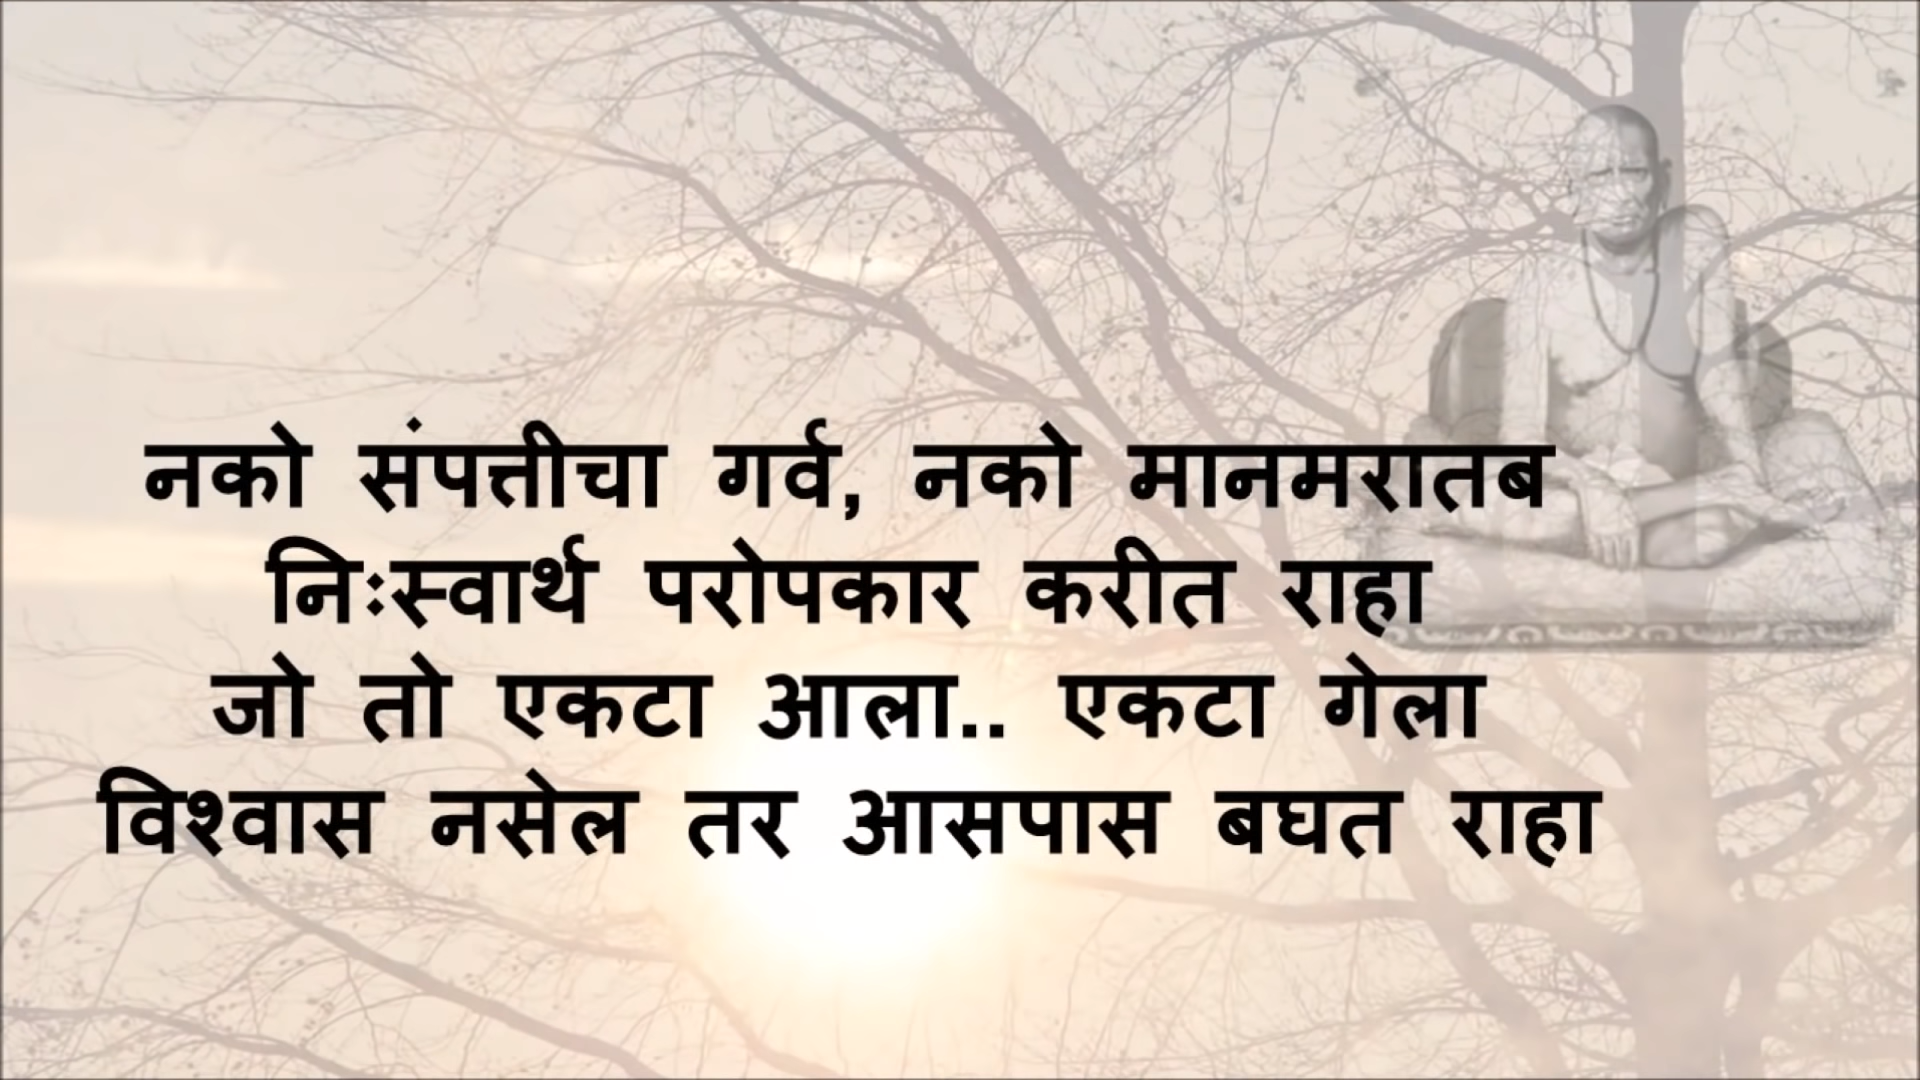 नको संपत्तीचा गर्व, नको मानमरातब
निःस्वार्थ परोपकार करीत राहा
जो तो एकटा आला.. एकटा गेला
विश्वास नसेल तर आसपास बघत राहा